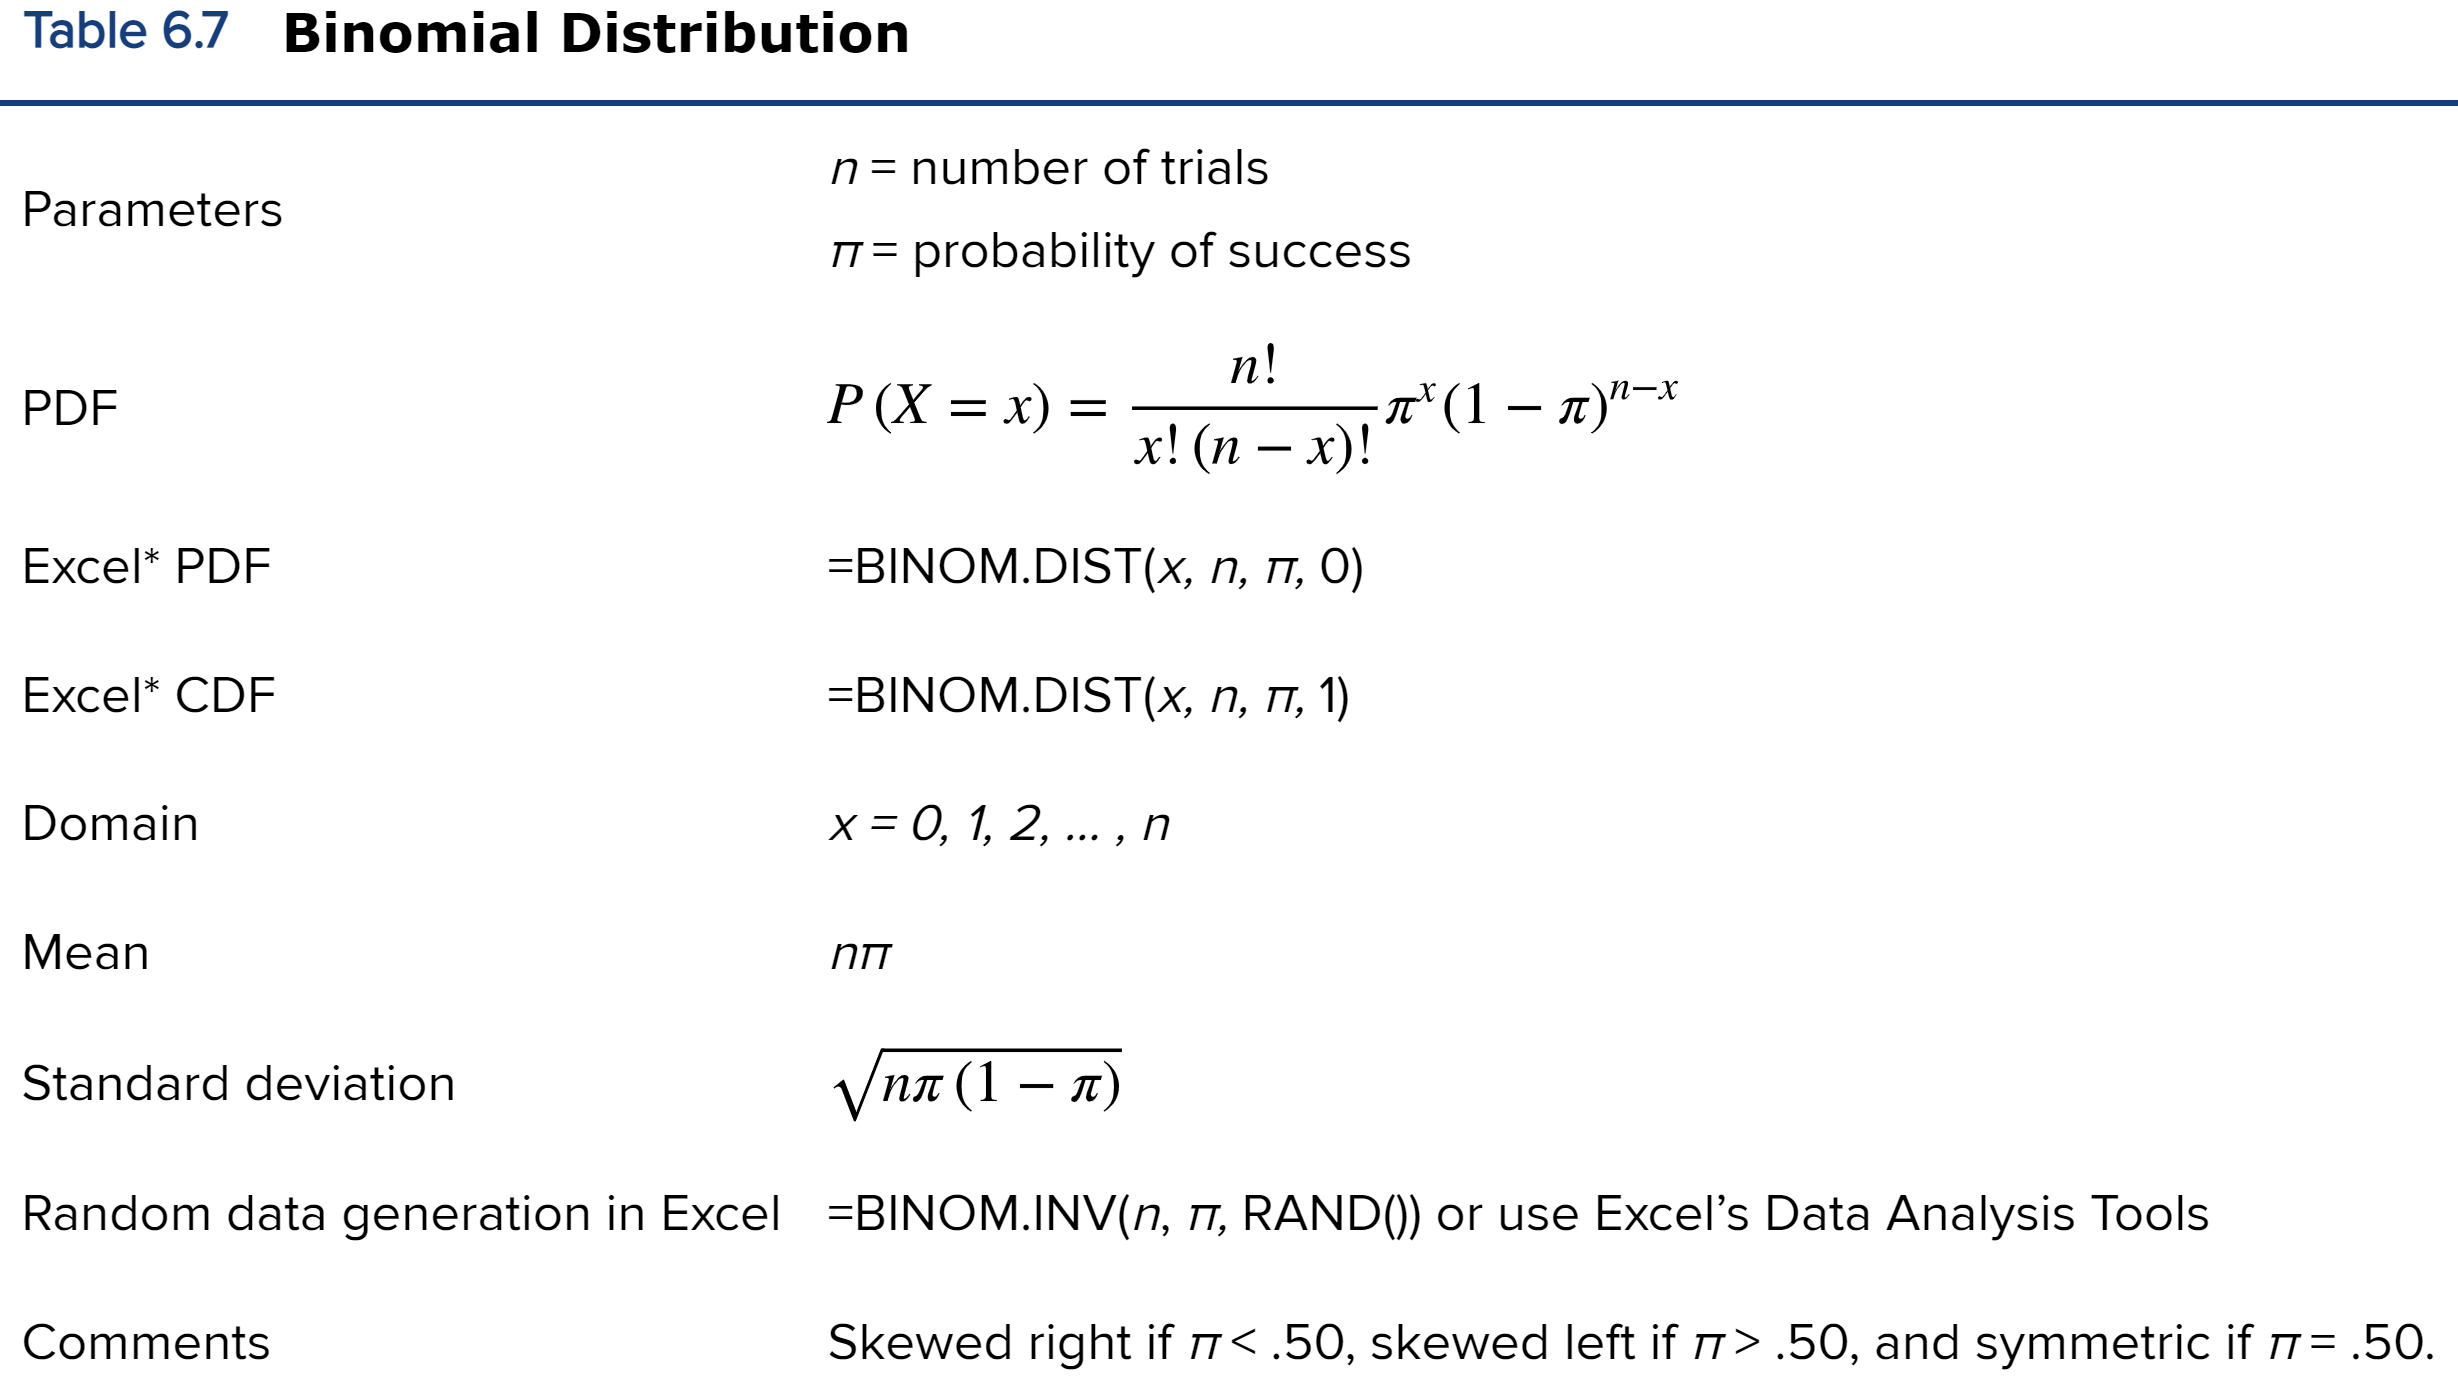 Table 6.7 Binomial Distribution
Parameters
n = number of trials
π = probability of success
PDF
P (X = x) = n! / x! (n − x)! π^x (1 − π)^{n−x}
Excel* PDF =BINOM.DIST(x, n, π, 0)
Excel* CDF =BINOM.DIST(x, n, π, 1)
Domain x = 0, 1, 2, ... , n
Mean nπ
Standard deviation √nπ (1 − π)
Random data generation in Excel =BINOM.INV(n, π, RAND()) or use Excel’s Data Analysis Tools
Comments Skewed right if π < .50, skewed left if π > .50, and symmetric if π = .50.